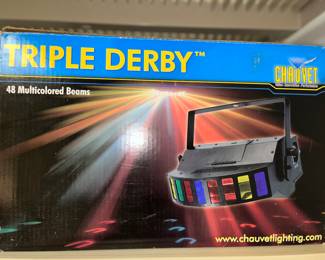 TRIPLE DERBY™
CHAUVET
48 Multicolored Beams
www.chauvetlighting.com